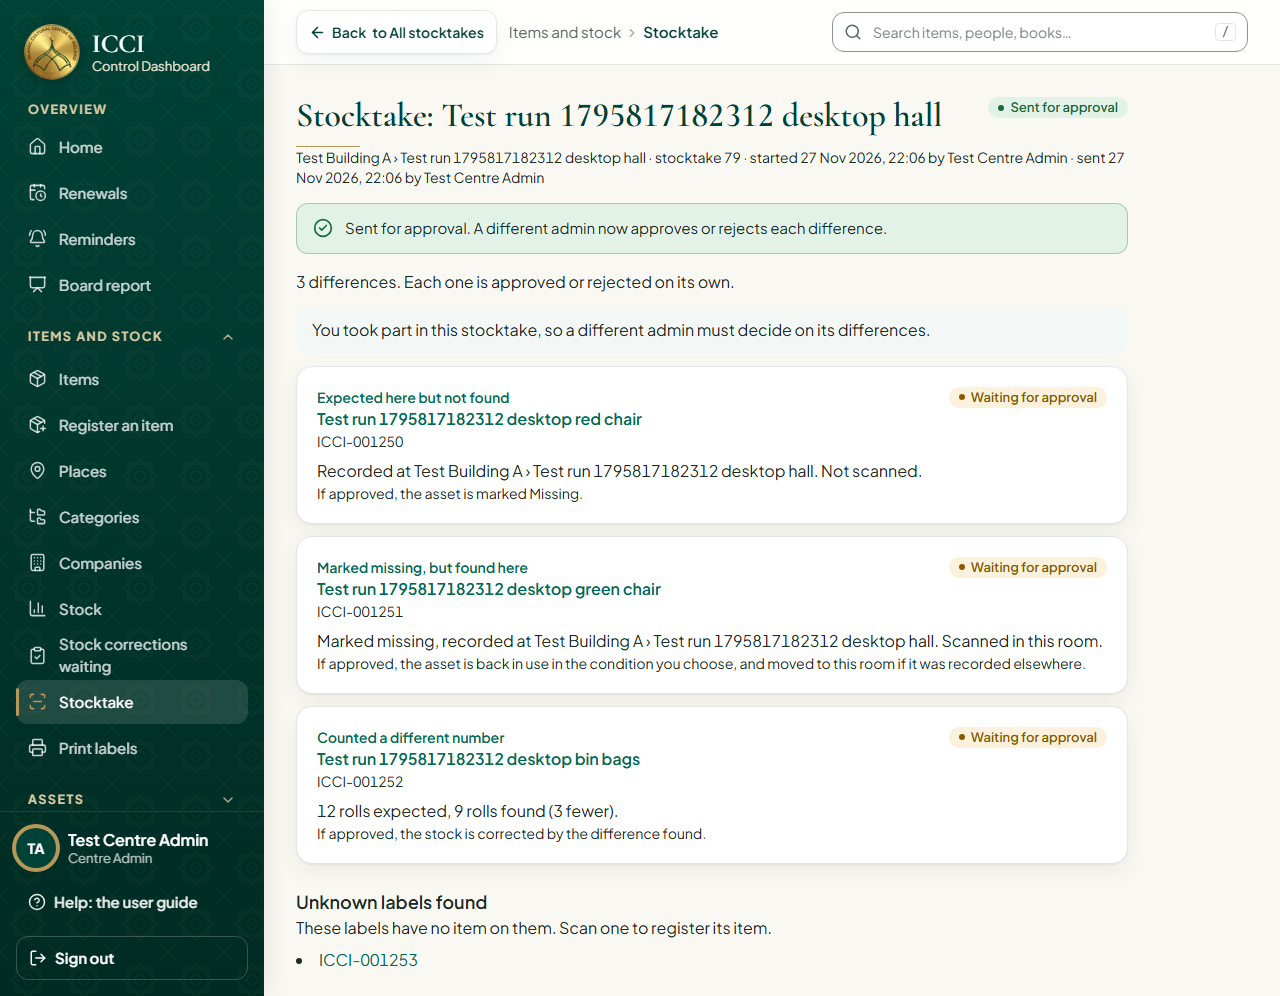 ICCI
Control Dashboard
OVERVIEW
Home
Renewals
Reminders
Board report
ITEMS AND STOCK
Items
Register an item
Places
Categories
Companies
Stock
Stock corrections
waiting
Stocktake
Print labels
ASSETS
TA
Test Centre Admin
Centre Admin
Help: the user guide
Sign out
Back to All stocktakes
Items and stock › Stocktake
Search items, people, books…
/
Stocktake: Test run 1795817182312 desktop hall
Sent for approval
Test Building A › Test run 1795817182312 desktop hall · stocktake 79 · started 27 Nov 2026, 22:06 by Test Centre Admin · sent 27
Nov 2026, 22:06 by Test Centre Admin
Sent for approval. A different admin now approves or rejects each difference.
3 differences. Each one is approved or rejected on its own.
You took part in this stocktake, so a different admin must decide on its differences.
Expected here but not found
Waiting for approval
Test run 1795817182312 desktop red chair
ICCI-001250
Recorded at Test Building A › Test run 1795817182312 desktop hall. Not scanned.
If approved, the asset is marked Missing.
Marked missing, but found here
Waiting for approval
Test run 1795817182312 desktop green chair
ICCI-001251
Marked missing, recorded at Test Building A › Test run 1795817182312 desktop hall. Scanned in this room.
If approved, the asset is back in use in the condition you choose, and moved to this room if it was recorded elsewhere.
Counted a different number
Waiting for approval
Test run 1795817182312 desktop bin bags
ICCI-001252
12 rolls expected, 9 rolls found (3 fewer).
If approved, the stock is corrected by the difference found.
Unknown labels found
These labels have no item on them. Scan one to register its item.
• ICCI-001253